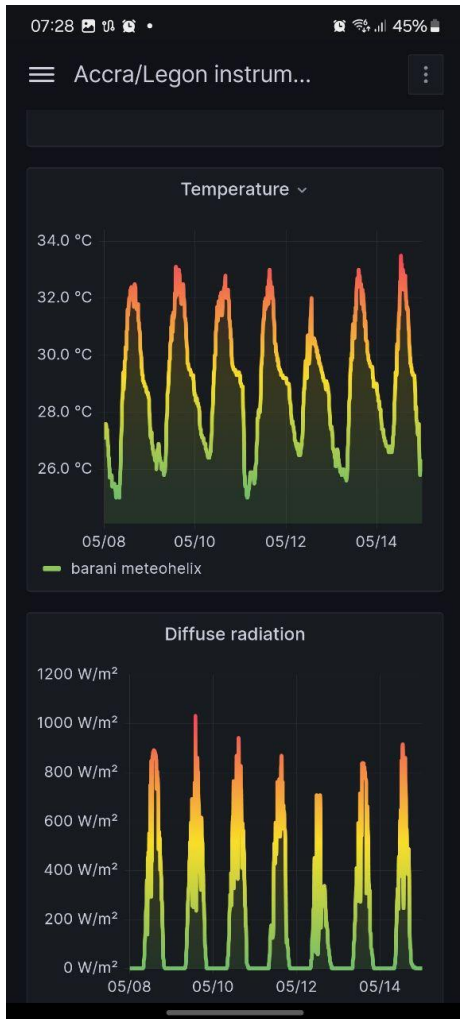 07:28 45%
Accra/Legon instrum...
Temperature
34.0 °C
32.0 °C
30.0 °C
28.0 °C
26.0 °C
05/08 05/10 05/12 05/14
barani meteohelix
Diffuse radiation
1200 W/m²
1000 W/m²
800 W/m²
600 W/m²
400 W/m²
200 W/m²
0 W/m²
05/08 05/10 05/12 05/14